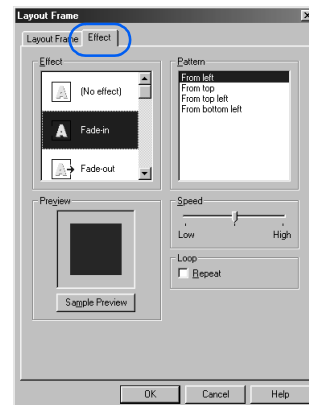 Layout Frame
Layout Frame Effect
Effect
(No effect)
Fade-in
Fade-out
Pattern
From left
From top
From top left
From bottom left
Preview
Sample Preview
Speed
Low High
Loop
Repeat
OK Cancel Help